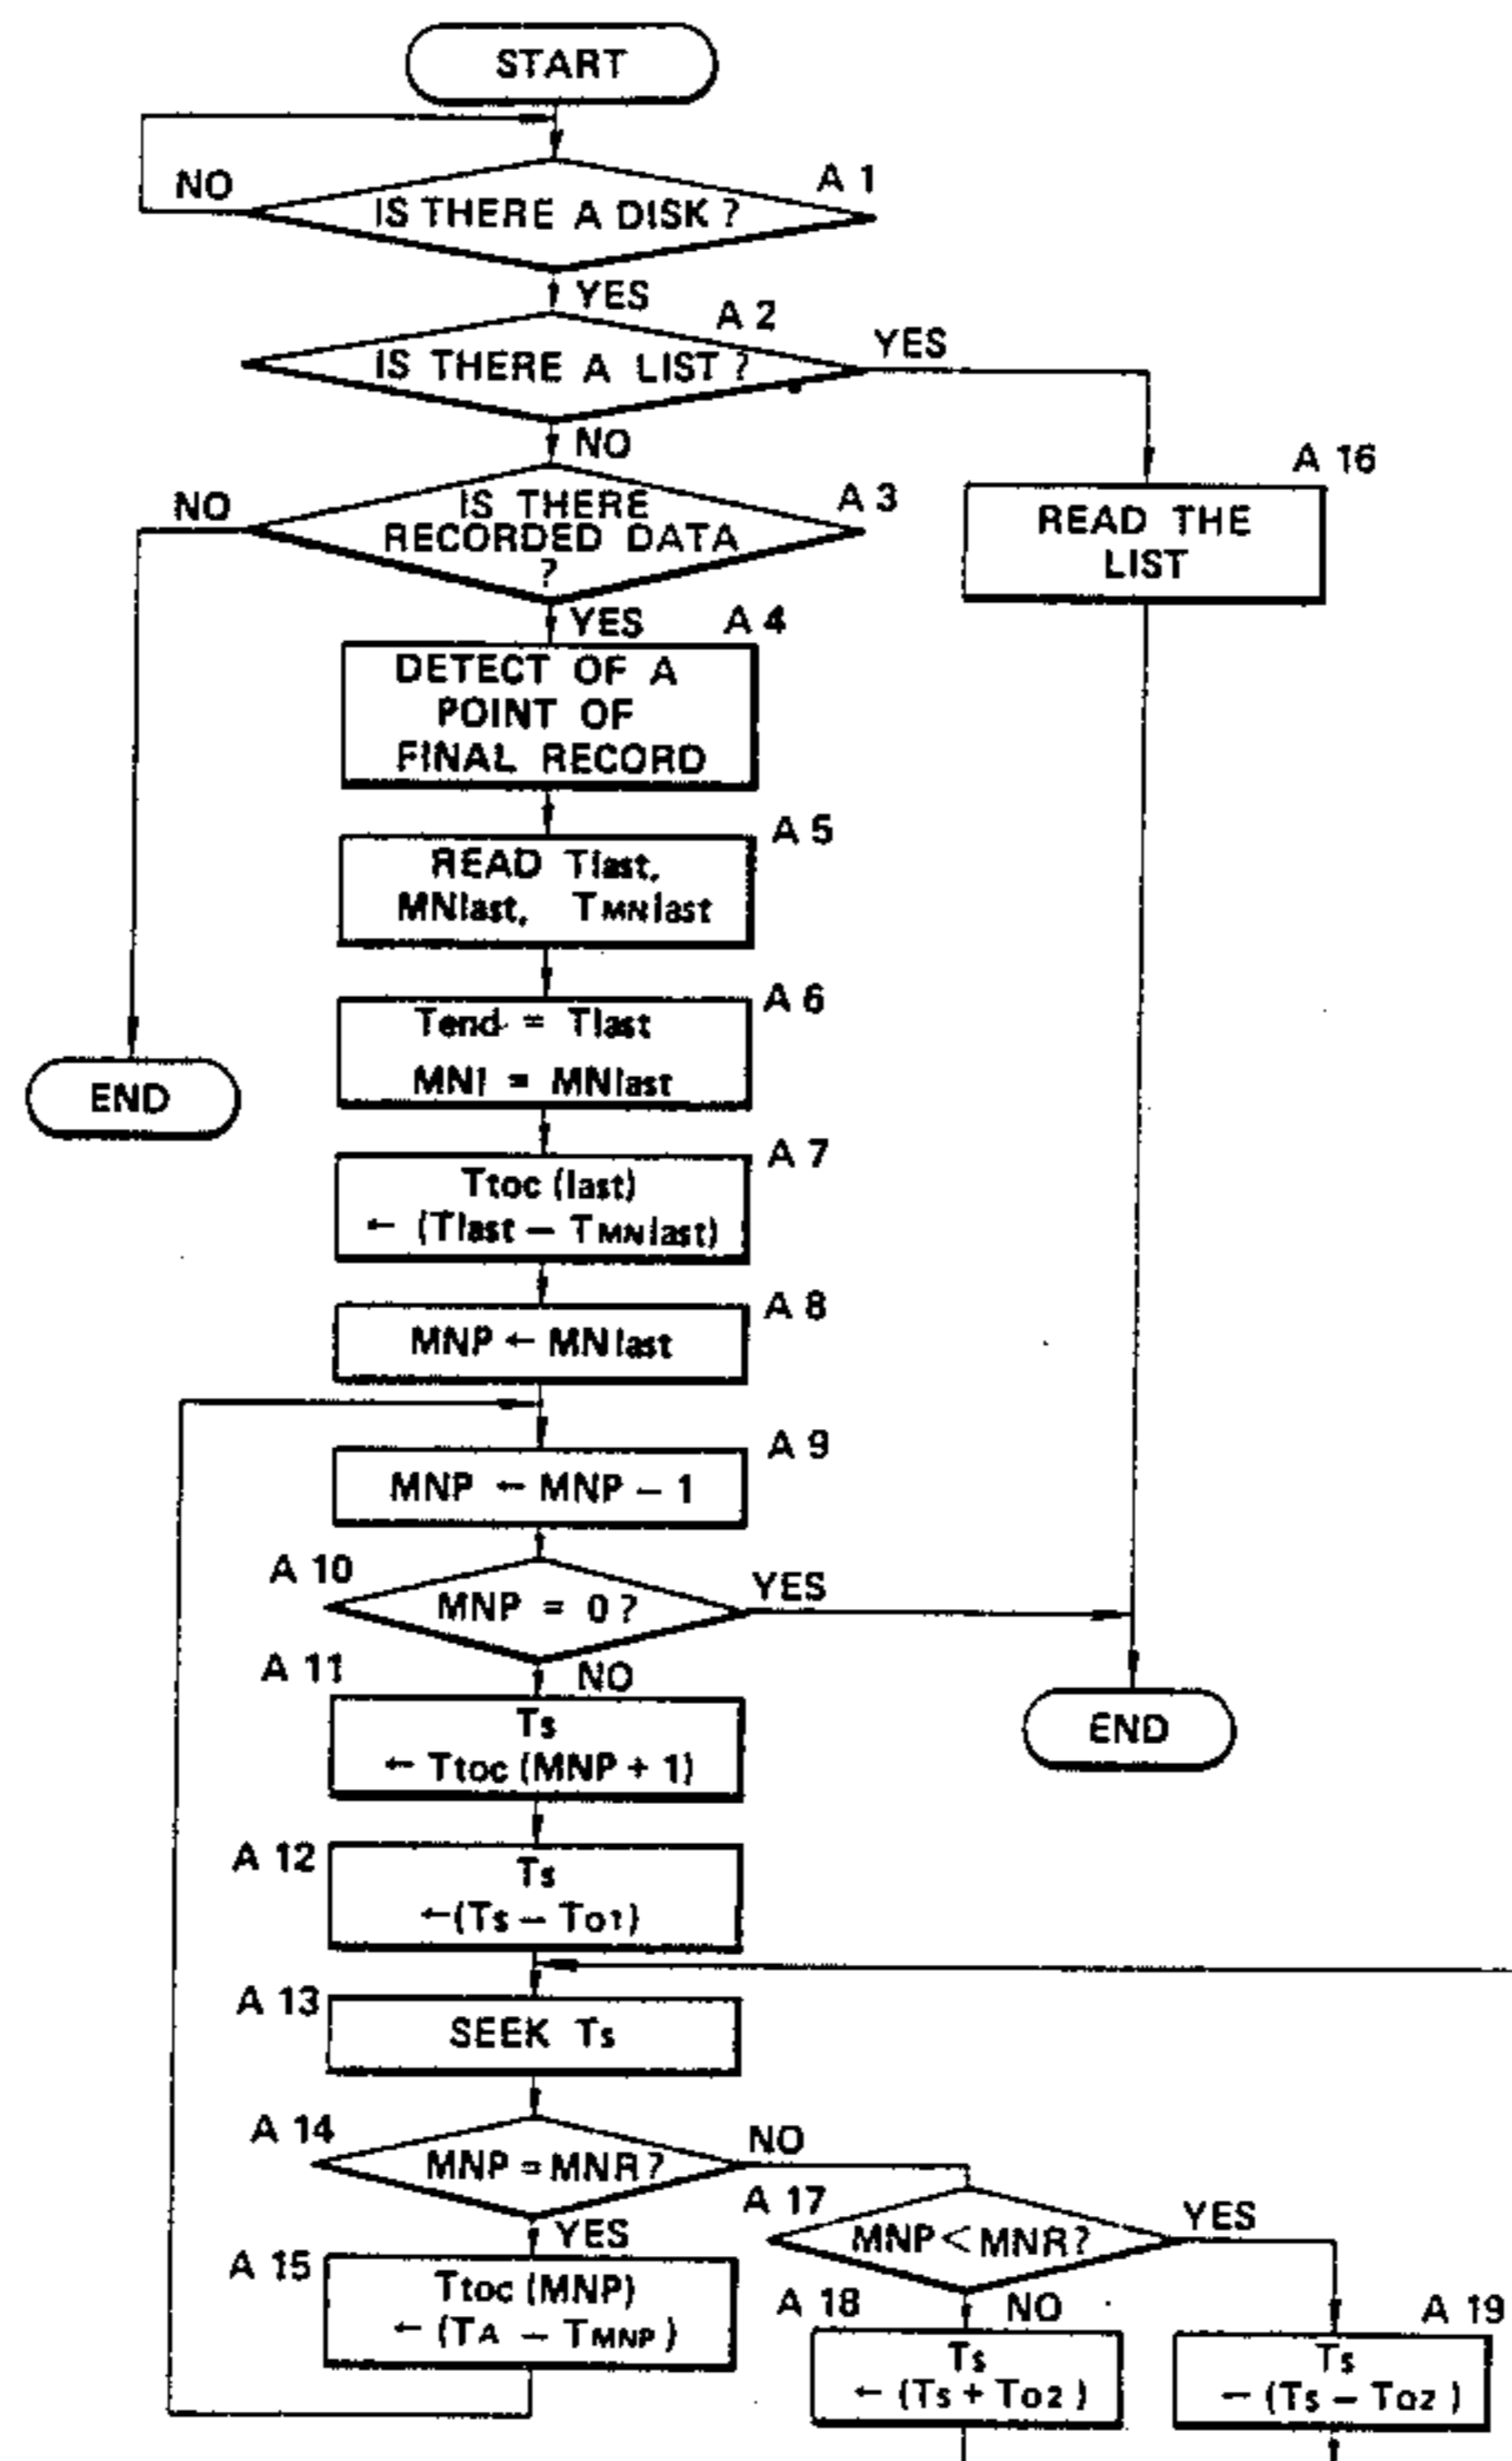 START
NO
A 1
IS THERE A DISK ?
YES
A 2
YES
IS THERE A LIST ?
NO
A 16
READ THE
LIST
NO
A 3
IS THERE
RECORDED DATA
?
YES
A 4
DETECT OF A
POINT OF
FINAL RECORD
A 5
READ Tlast,
MNlast, TMNlast
A 6
Tend = Tlast
MN1 = MNlast
END
A 7
Ttoc (last)
← (Tlast − TMNlast)
A 8
MNP ← MNlast
A 9
MNP ← MNP − 1
A 10
MNP = 0 ?
YES
A 11
NO
Ts
← Ttoc (MNP + 1)
END
A 12
Ts
←(Ts − To1)
A 13
SEEK Ts
A 14
MNP = MNR ?
NO
A 17
MNP < MNR ?
YES
YES
A 15
Ttoc (MNP)
← (TA − TMNP)
A 18
NO
Ts
← (Ts + To2)
A 19
Ts
− (Ts − To2)